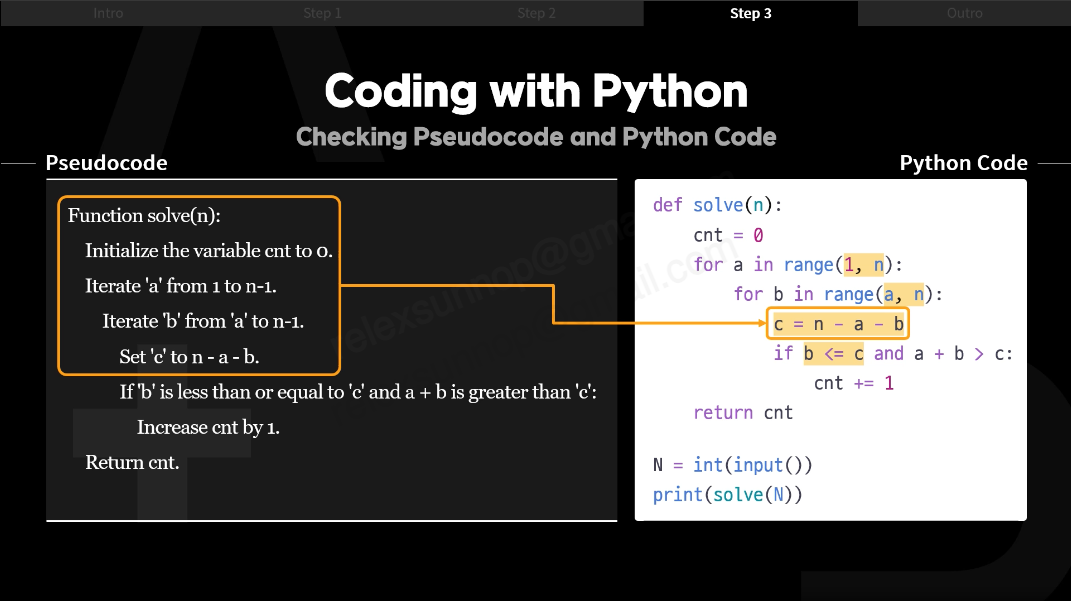 Intro
Step 1
Step 2
Step 3
Outro
Coding with Python
Checking Pseudocode and Python Code
Pseudocode
Python Code
Function solve(n):
Initialize the variable cnt to 0.
Iterate 'a' from 1 to n-1.
Iterate 'b' from 'a' to n-1.
Set 'c' to n - a - b.
If 'b' is less than or equal to 'c' and a + b is greater than 'c':
Increase cnt by 1.
Return cnt.
def solve(n):
cnt = 0
for a in range(1, n):
for b in range(a, n):
c = n - a - b
if b <= c and a + b > c:
cnt += 1
return cnt
N = int(input())
print(solve(N))